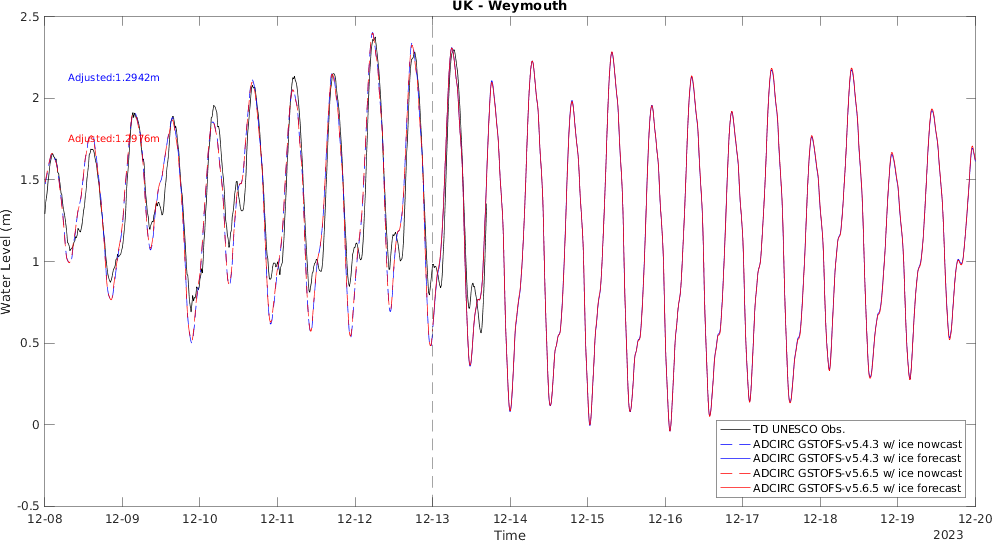 UK - Weymouth
2.5
2
1.5
1
0.5
0
-0.5
Water Level (m)
Adjusted:1.2942m
Adjusted:1.2976m
TD UNESCO Obs.
ADCIRC GSTOFS-v5.4.3 w/ ice nowcast
ADCIRC GSTOFS-v5.4.3 w/ ice forecast
ADCIRC GSTOFS-v5.6.5 w/ ice nowcast
ADCIRC GSTOFS-v5.6.5 w/ ice forecast
12-08 12-09 12-10 12-11 12-12 12-13 12-14 12-15 12-16 12-17 12-18 12-19 12-20
Time
2023